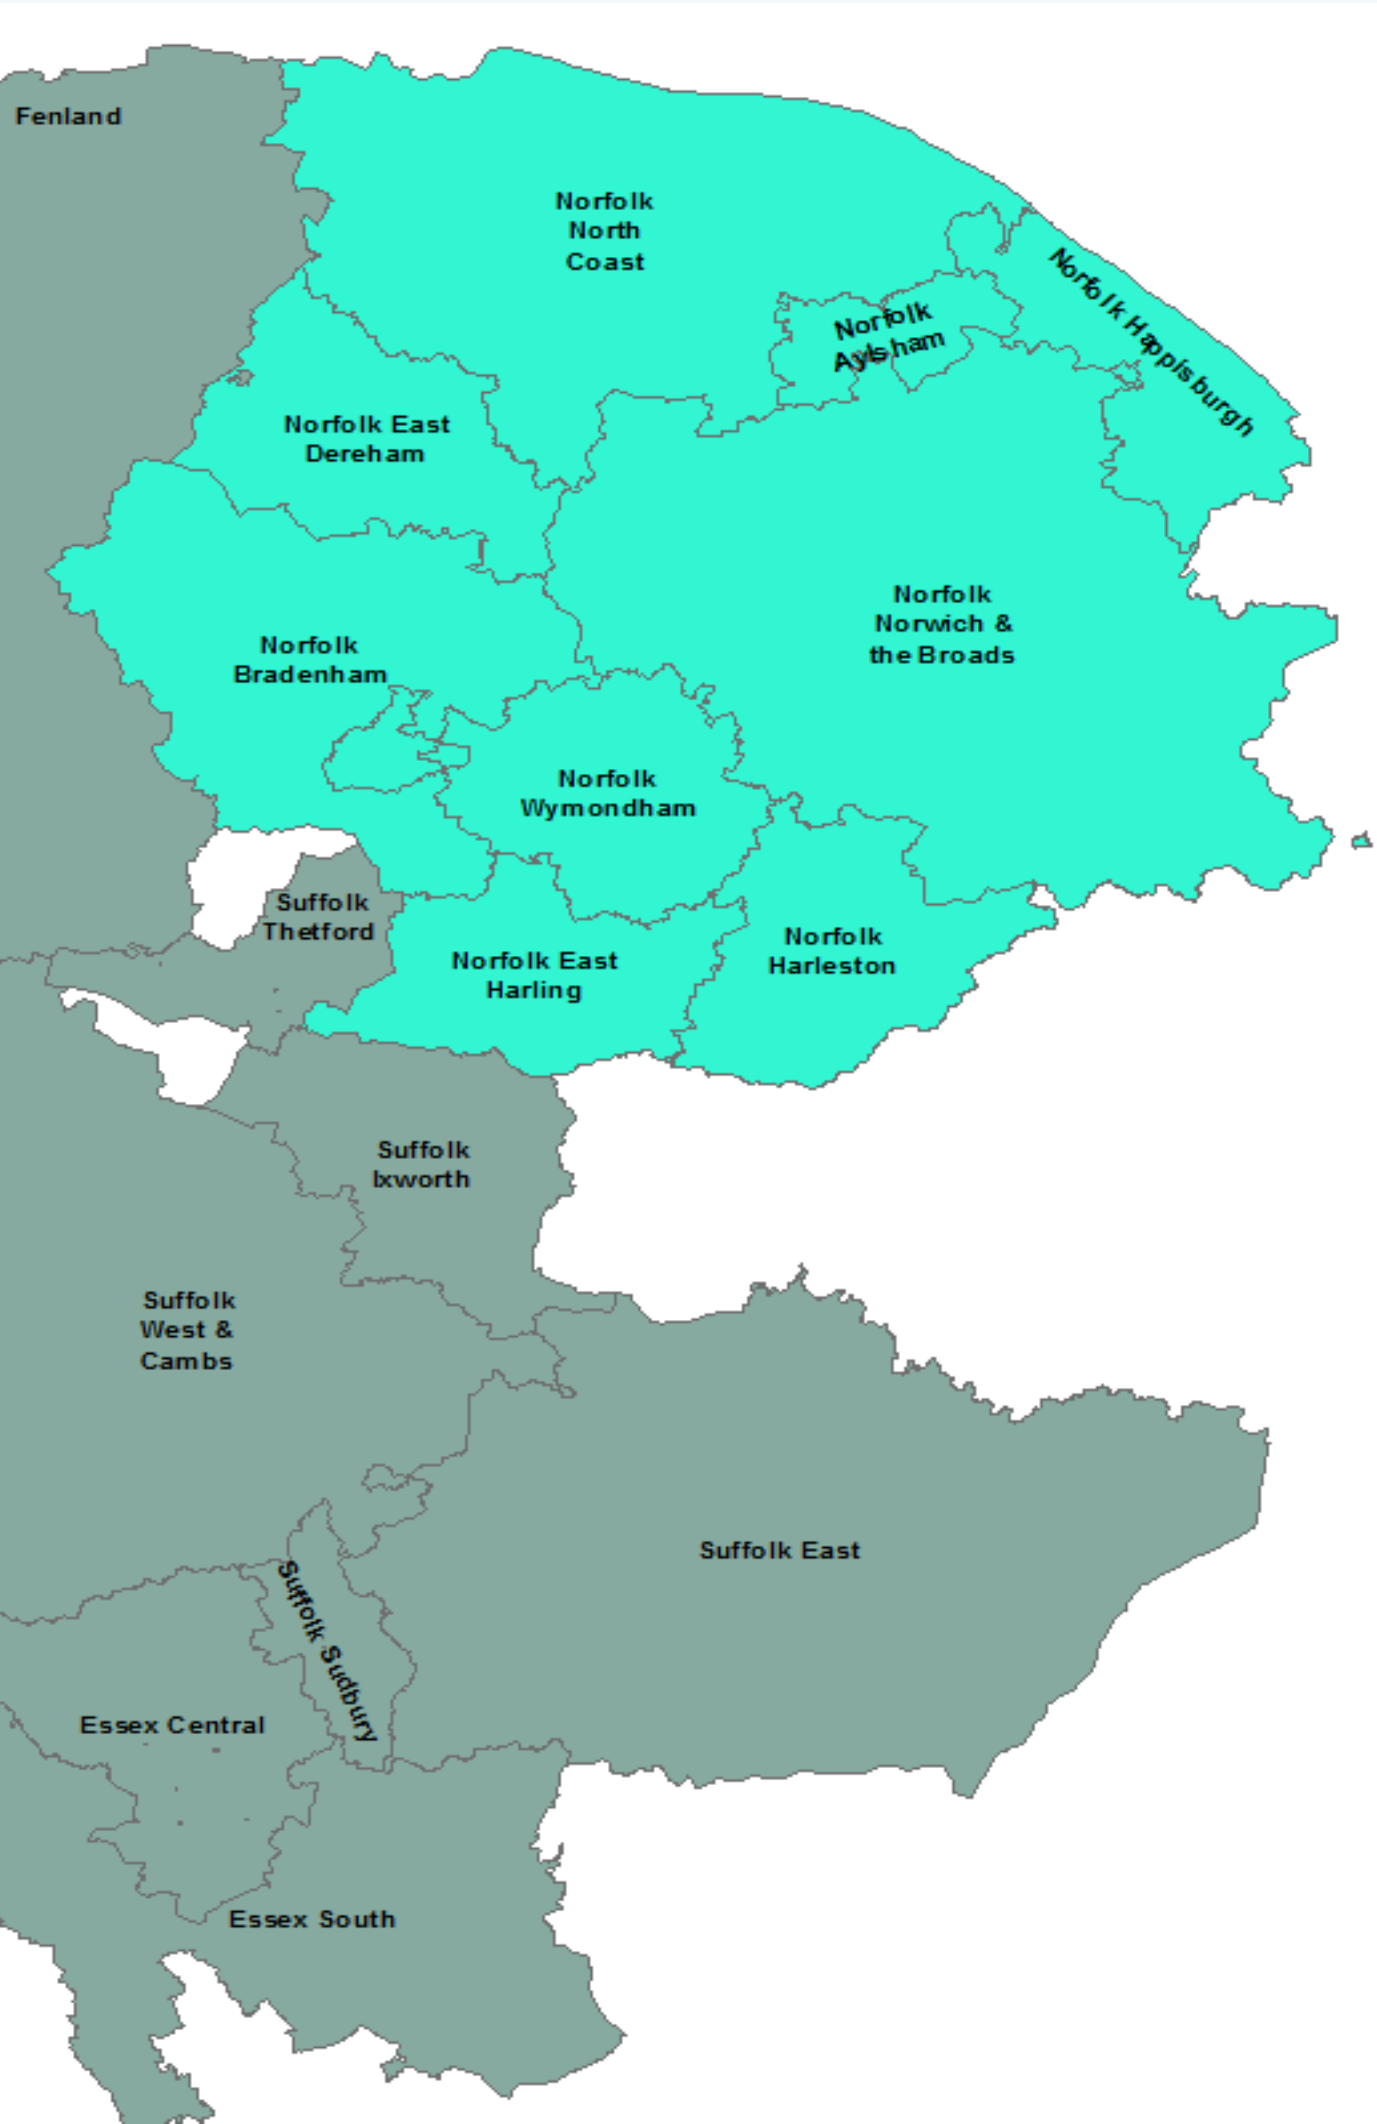 Fenland
Norfolk
North
Coast
Norfolk Happisburgh
Norfolk
Aylsham
Norfolk East
Dereham
Norfolk
Norwich &
the Broads
Norfolk
Bradenham
Norfolk
Wymondham
Suffolk
Thetford
Norfolk
Harleston
Norfolk East
Harling
Suffolk
Ixworth
Suffolk
West &
Cambs
Suffolk East
Suffolk Sudbury
Essex Central
Essex South